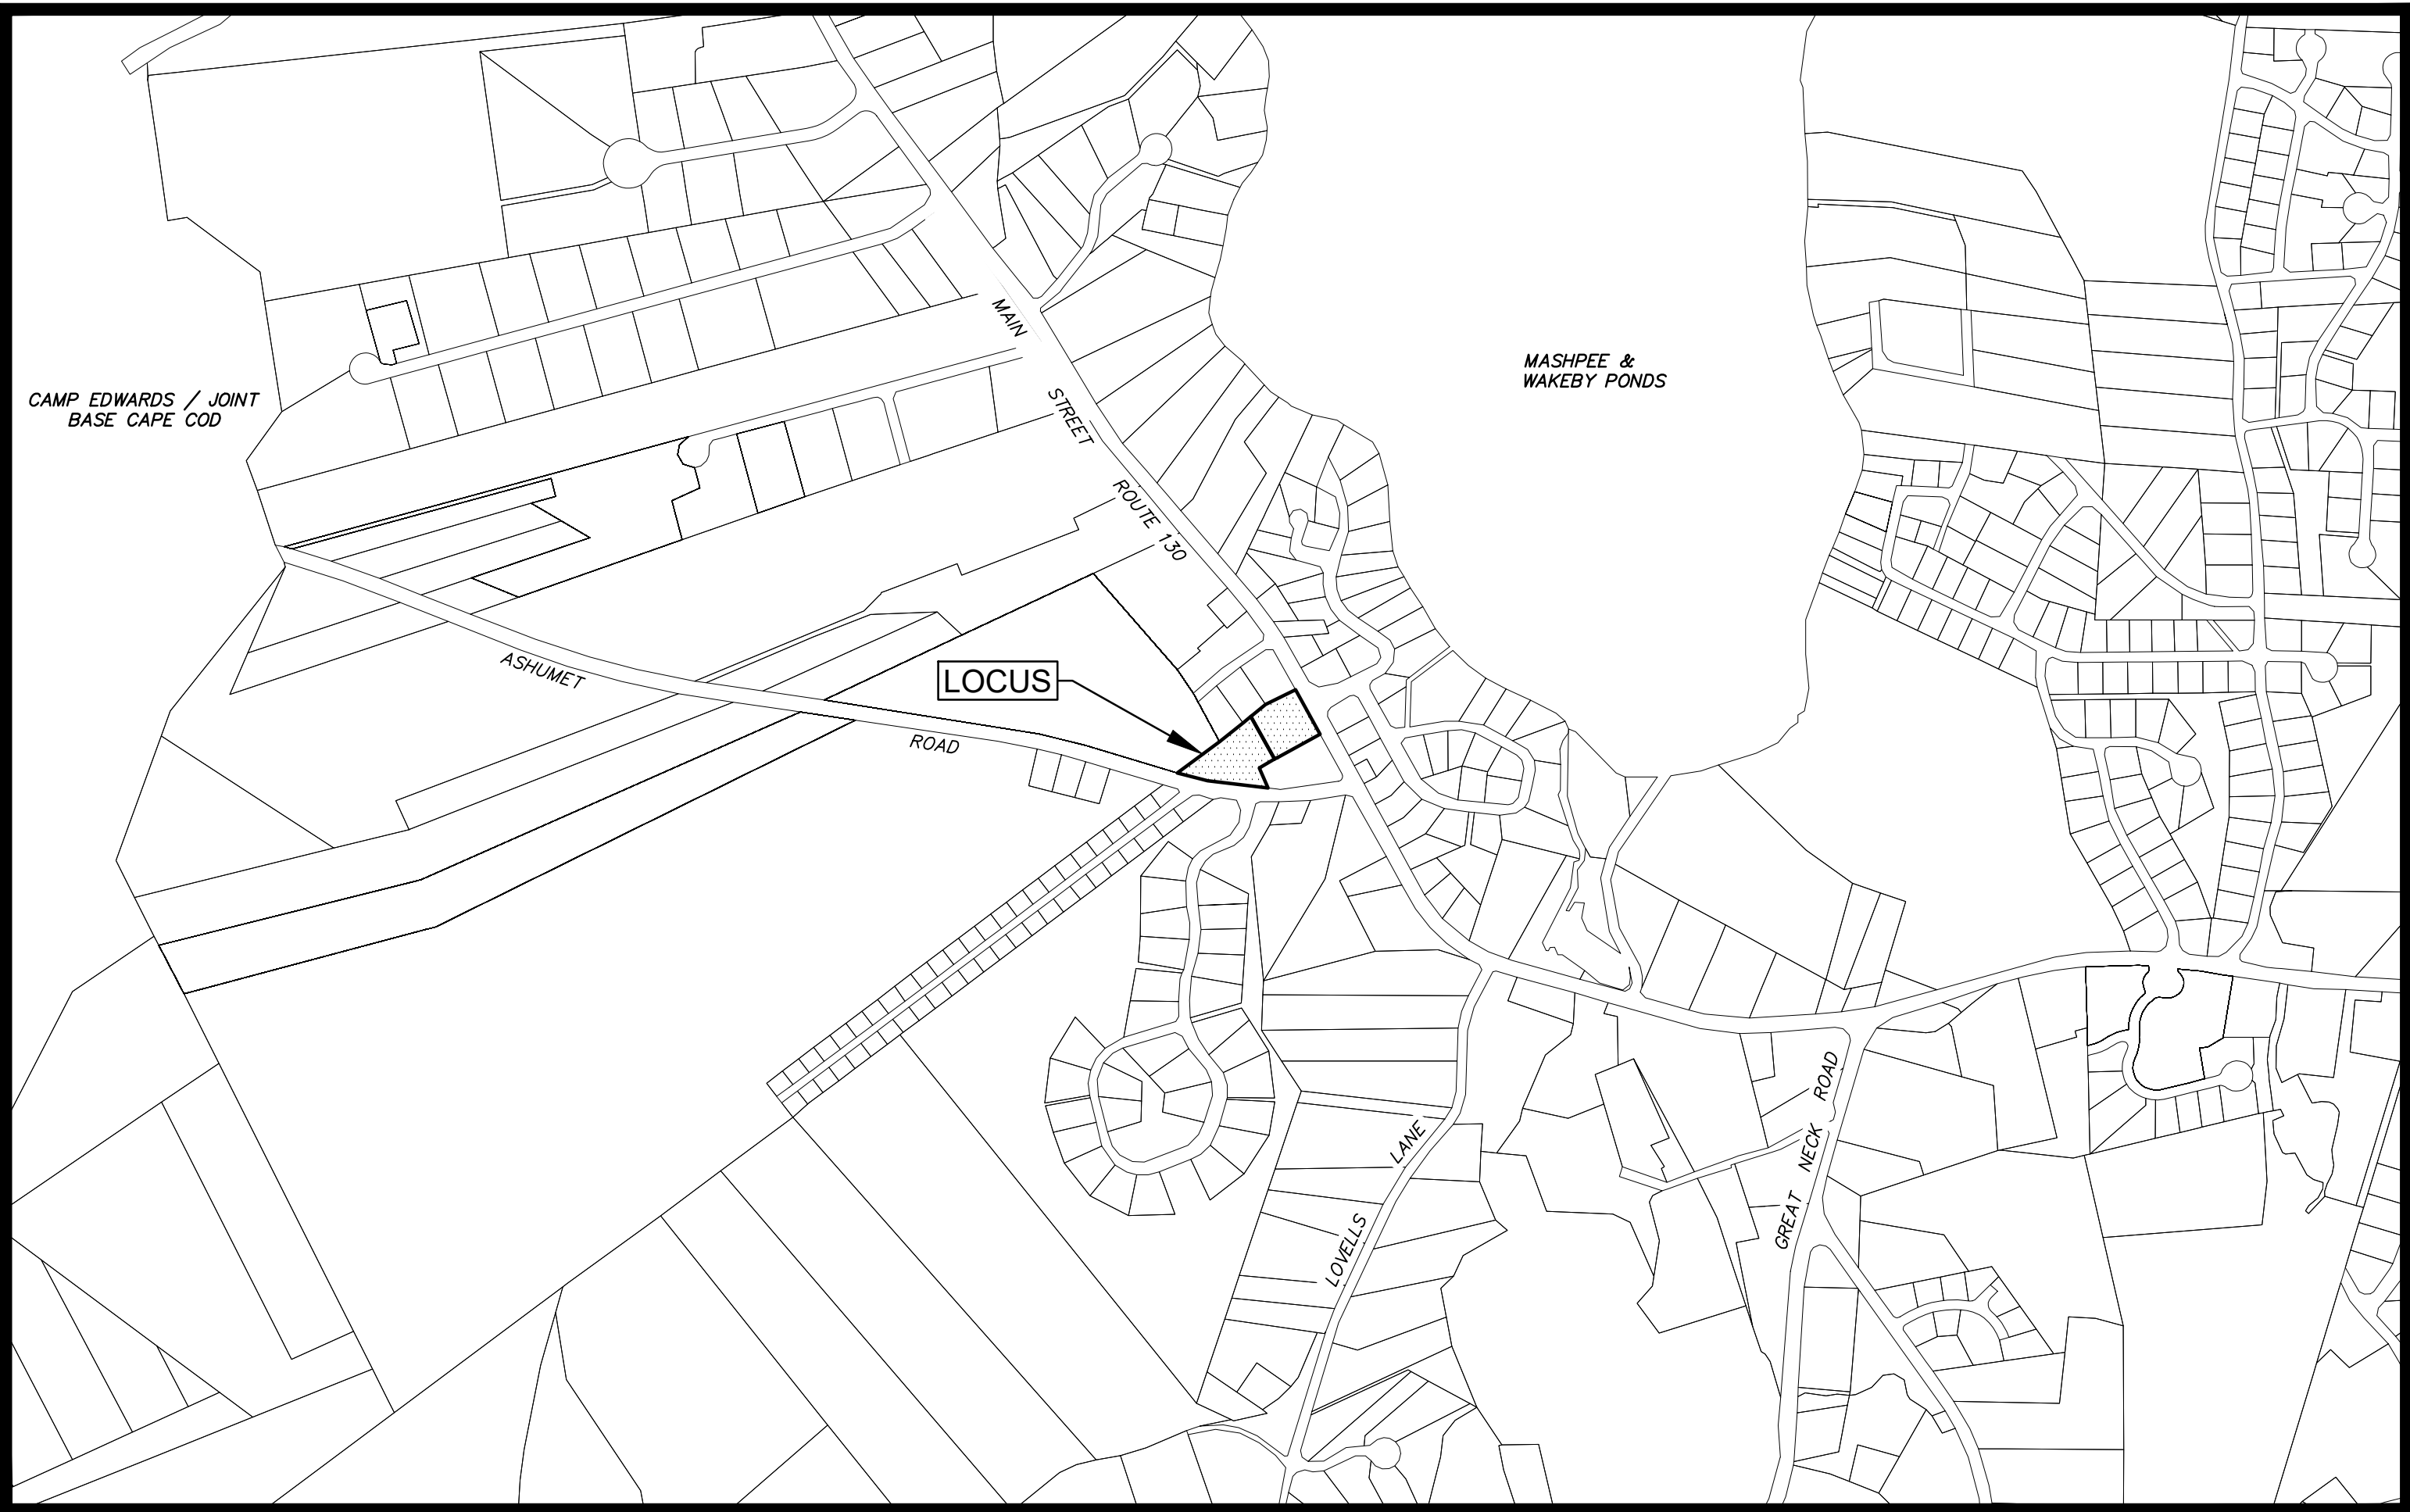 MAIN
STREET
ROUTE 130
MASHPEE &
WAKEBY PONDS
CAMP EDWARDS / JOINT
BASE CAPE COD
ASHUMET
ROAD
LOCUS
LOVELLS
LANE
GREAT NECK ROAD